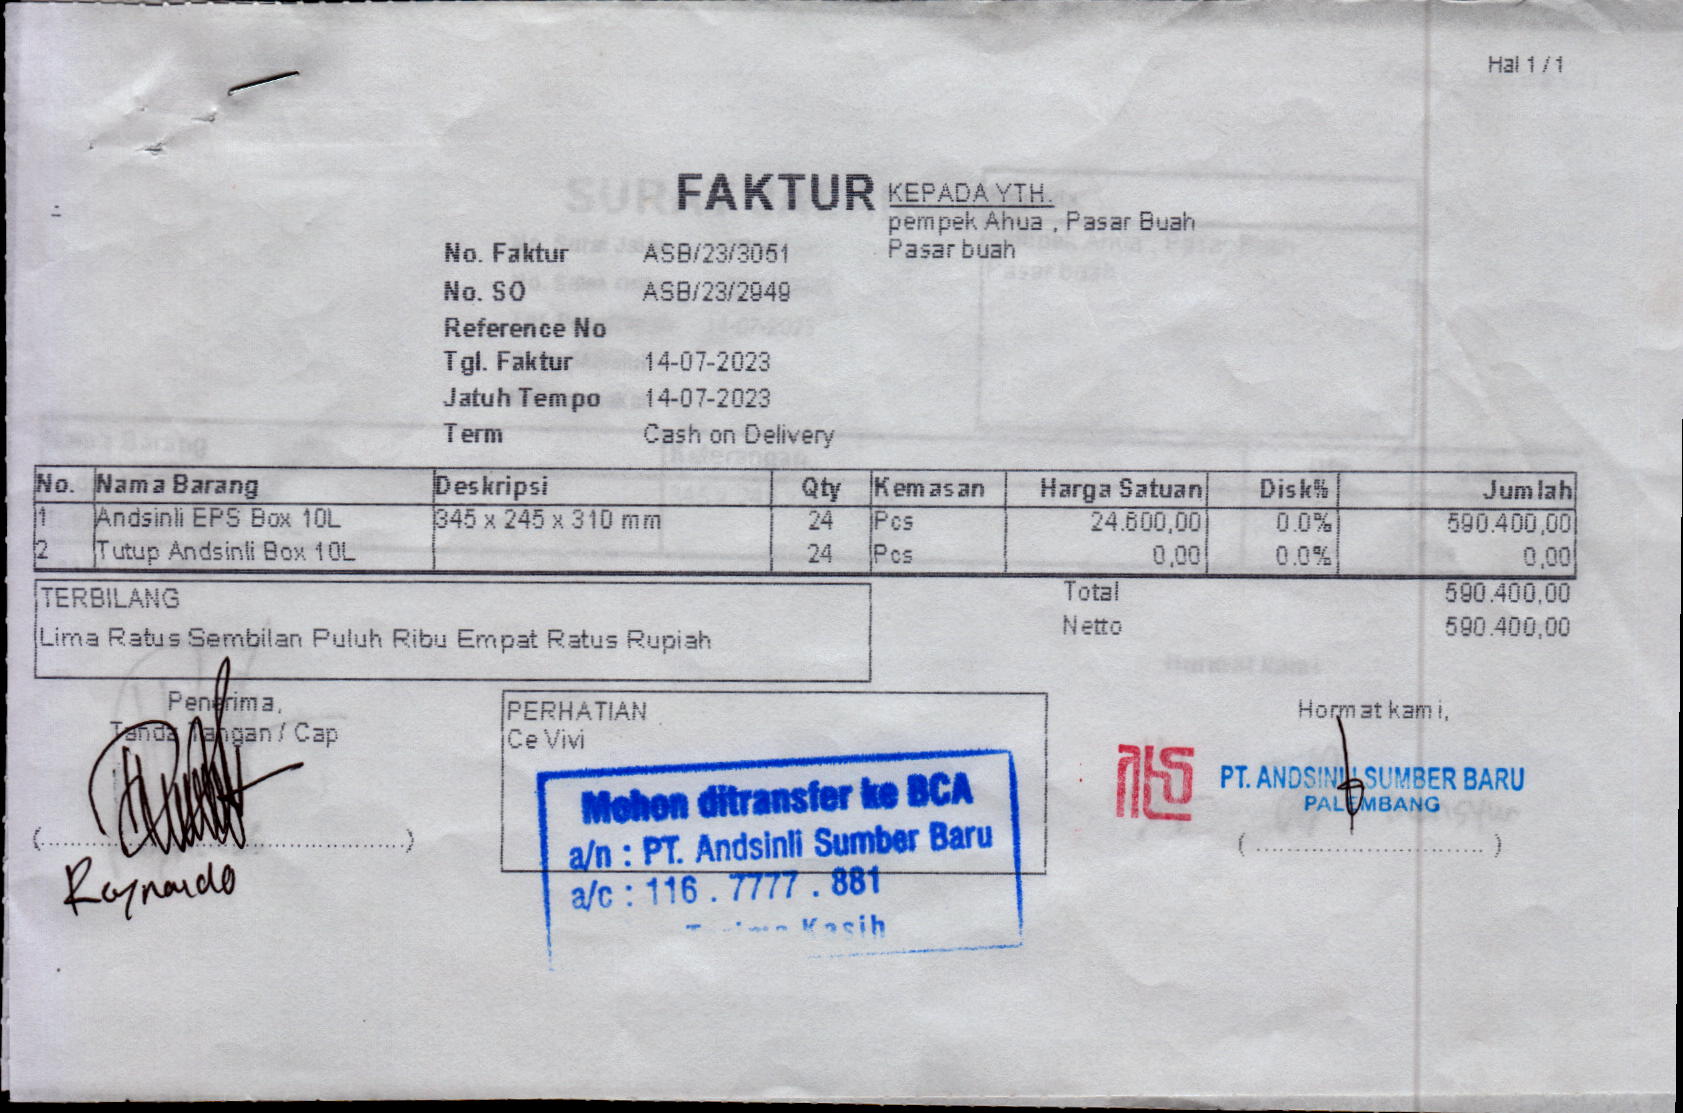 Hal 1 / 1
FAKTUR
KEPADA YTH.
pempek Ahua , Pasar Buah
Pasar buah
No. Faktur ASB/23/3051
No. SO ASB/23/2949
Reference No
Tgl. Faktur 14-07-2023
Jatuh Tempo 14-07-2023
Term Cash on Delivery
No. Nama Barang Deskripsi Qty Kemasan Harga Satuan Disk% Jumlah
1 Andsinli EPS Box 10L 345 x 245 x 310 mm 24 Pcs 24.600,00 0.0% 590.400,00
2 Tutup Andsinli Box 10L 24 Pcs 0,00 0.0% 0,00
TERBILANG
Lima Ratus Sembilan Puluh Ribu Empat Ratus Rupiah
Total 590.400,00
Netto 590.400,00
Penerima,
Tanda Tangan / Cap
(........................................)
Raynardo
PERHATIAN
Ce Vivi
Mohon ditransfer ke BCA
a/n : PT. Andsinli Sumber Baru
a/c : 116 . 7777 . 881
Terima Kasih
Hormat kami,
PT. ANDSINLI SUMBER BARU
PALEMBANG
( ................................ )